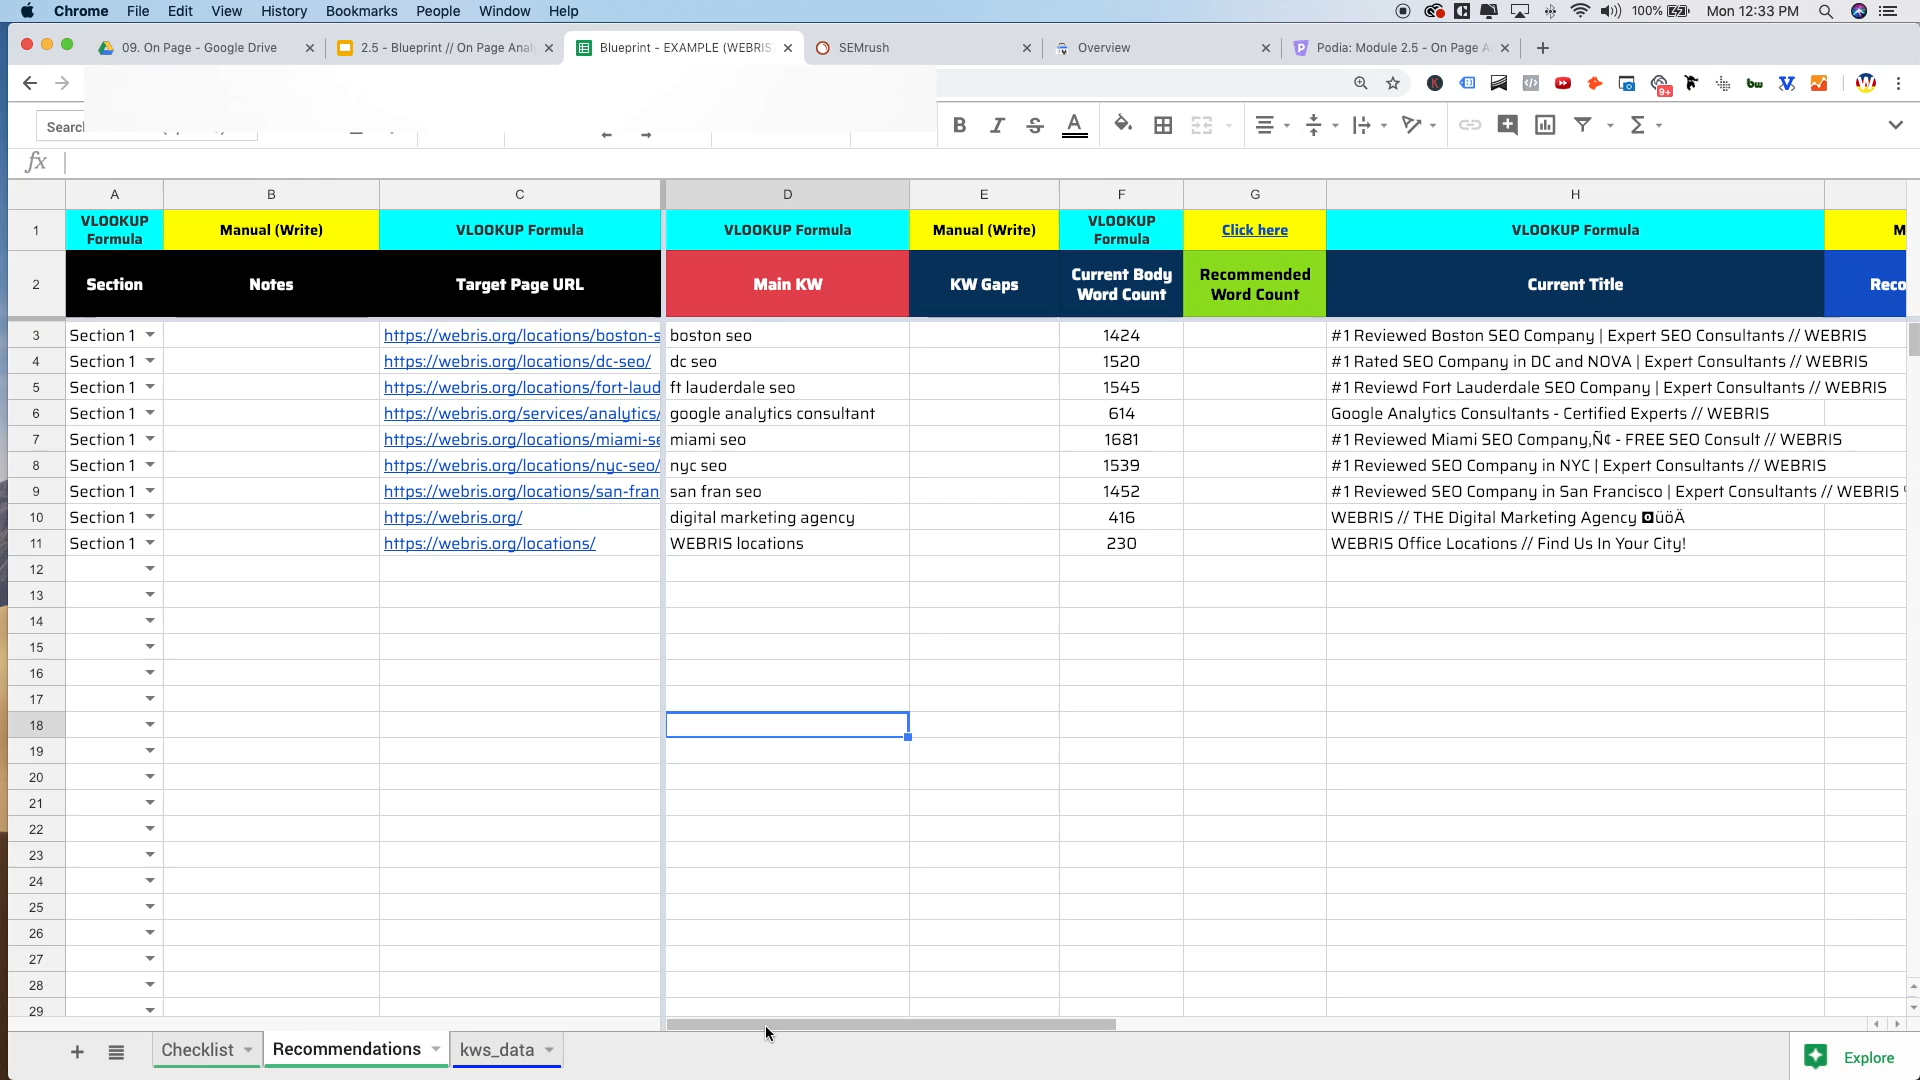 Chrome File Edit View History Bookmarks People Window Help 100% Mon 12:33 PM
09. On Page - Google Drive 2.5 - Blueprint // On Page Anal Blueprint - EXAMPLE (WEBRIS SEMrush Overview Podia: Module 2.5 - On Page A
9+ bw
Searc B I S A
fx
A B C D E F G H
1 VLOOKUP Formula Manual (Write) VLOOKUP Formula VLOOKUP Formula Manual (Write) VLOOKUP Formula Click here VLOOKUP Formula M
2 Section Notes Target Page URL Main KW KW Gaps Current Body Word Count Recommended Word Count Current Title Reco
3 Section 1 https://webris.org/locations/boston-s boston seo 1424 #1 Reviewed Boston SEO Company | Expert SEO Consultants // WEBRIS
4 Section 1 https://webris.org/locations/dc-seo/ dc seo 1520 #1 Rated SEO Company in DC and NOVA | Expert Consultants // WEBRIS
5 Section 1 https://webris.org/locations/fort-laud ft lauderdale seo 1545 #1 Reviewd Fort Lauderdale SEO Company | Expert Consultants // WEBRIS
6 Section 1 https://webris.org/services/analytics/ google analytics consultant 614 Google Analytics Consultants - Certified Experts // WEBRIS
7 Section 1 https://webris.org/locations/miami-se miami seo 1681 #1 Reviewed Miami SEO Company‚Ñ¢ - FREE SEO Consult // WEBRIS
8 Section 1 https://webris.org/locations/nyc-seo/ nyc seo 1539 #1 Reviewed SEO Company in NYC | Expert Consultants // WEBRIS
9 Section 1 https://webris.org/locations/san-fran san fran seo 1452 #1 Reviewed SEO Company in San Francisco | Expert Consultants // WEBRIS
10 Section 1 https://webris.org/ digital marketing agency 416 WEBRIS // THE Digital Marketing Agency üöÄ
11 Section 1 https://webris.org/locations/ WEBRIS locations 230 WEBRIS Office Locations // Find Us In Your City!
12
13
14
15
16
17
18
19
20
21
22
23
24
25
26
27
28
29
Checklist Recommendations kws_data Explore